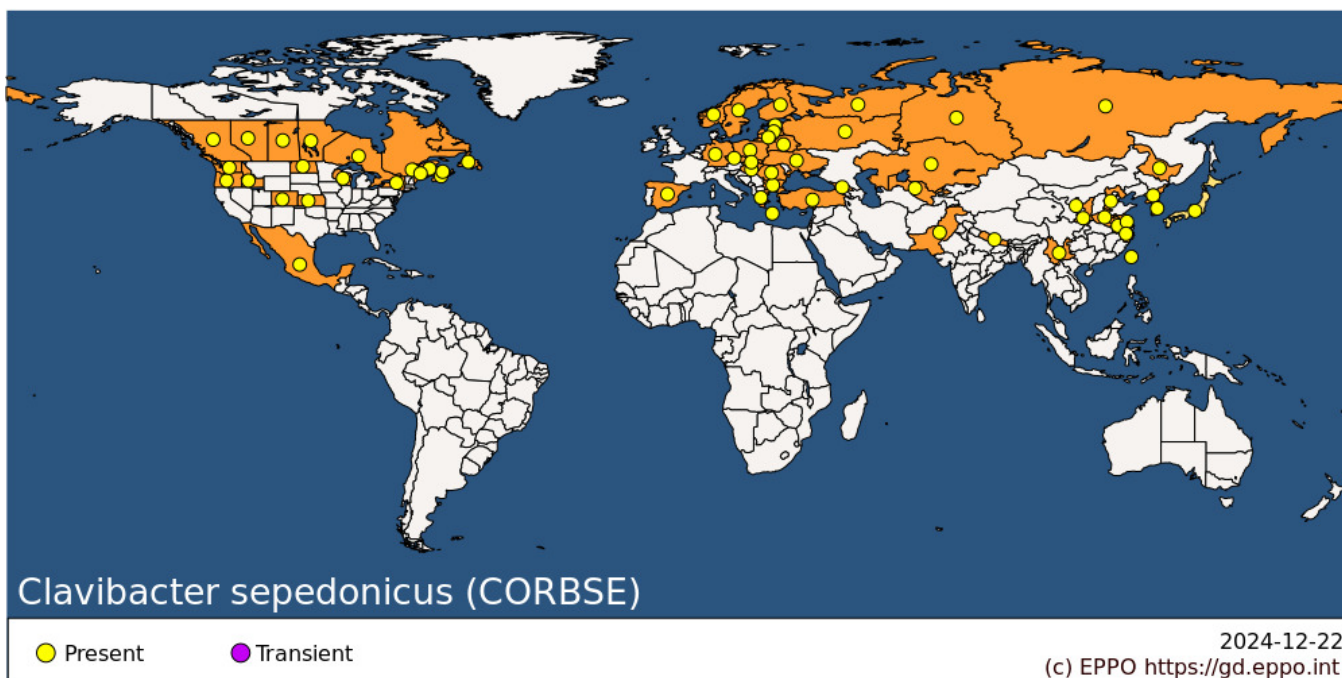 Clavibacter sepedonicus (CORBSE)
Present
Transient
2024-12-22
(c) EPPO https://gd.eppo.int